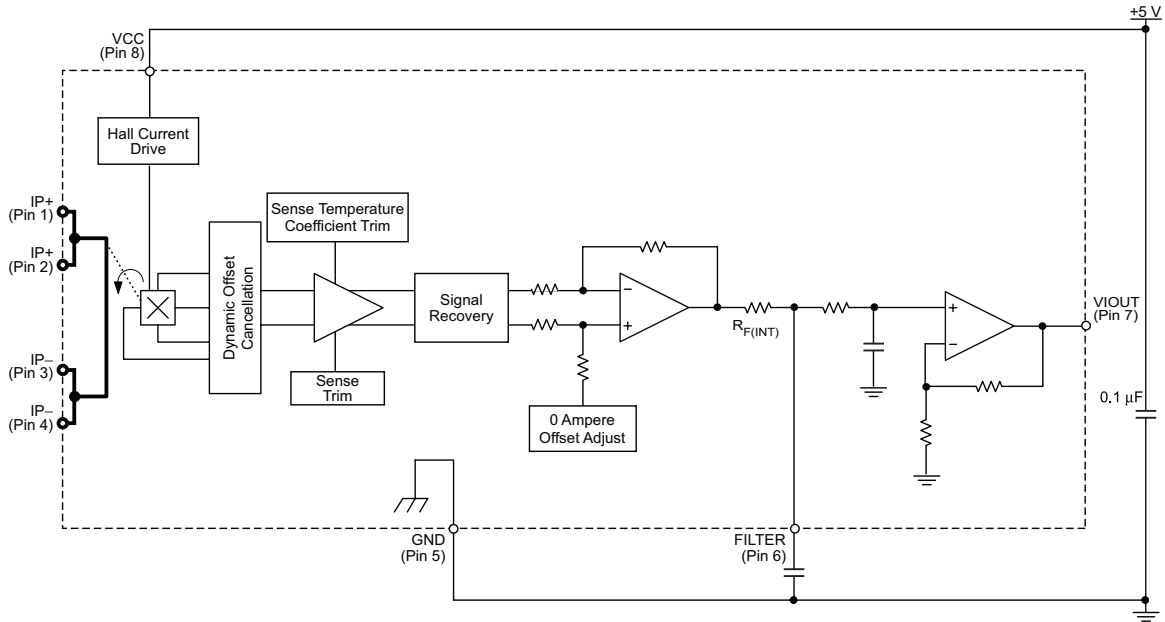 +5 V
VCC
(Pin 8)
Hall Current
Drive
IP+
(Pin 1)
IP+
(Pin 2)
IP−
(Pin 3)
IP−
(Pin 4)
Dynamic Offset
Cancellation
Sense Temperature
Coefficient Trim
Sense
Trim
Signal
Recovery
−
+
0 Ampere
Offset Adjust
RF(INT)
+
−
VIOUT
(Pin 7)
0.1 μF
GND
(Pin 5)
FILTER
(Pin 6)